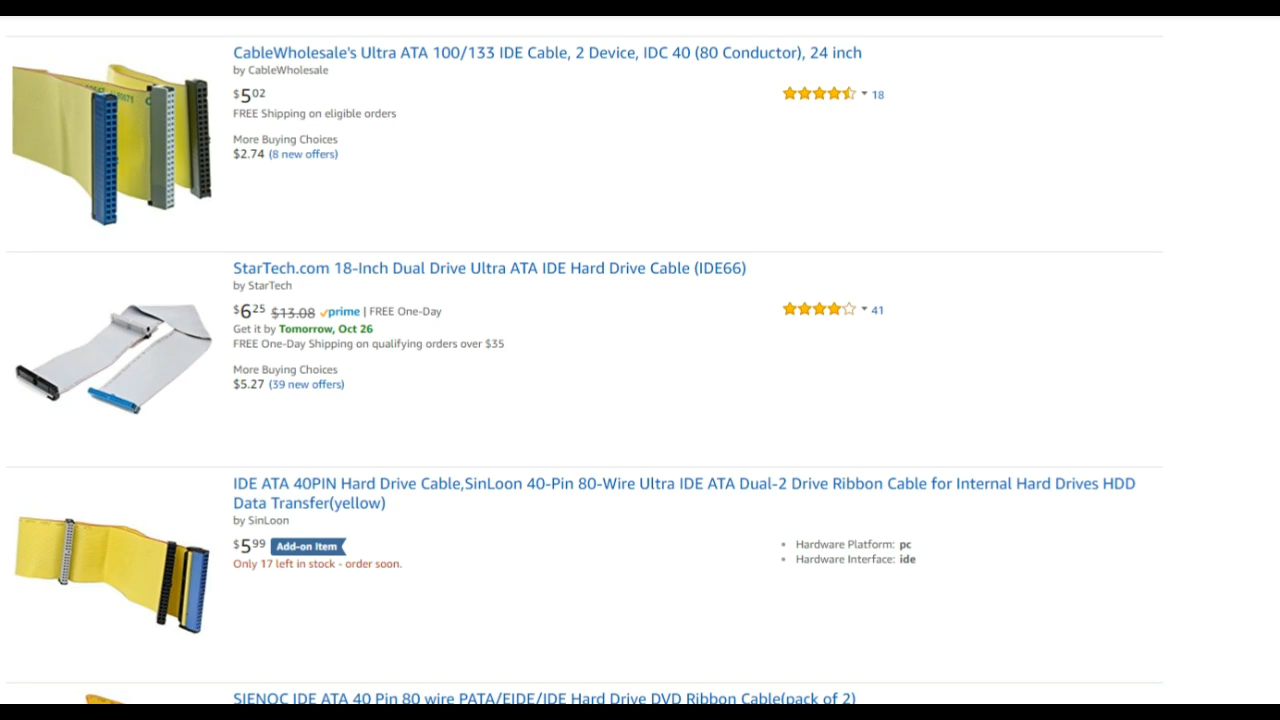 CableWholesale's Ultra ATA 100/133 IDE Cable, 2 Device, IDC 40 (80 Conductor), 24 inch
by CableWholesale
$5 02
18
FREE Shipping on eligible orders
More Buying Choices
$2.74 (8 new offers)
StarTech.com 18-Inch Dual Drive Ultra ATA IDE Hard Drive Cable (IDE66)
by StarTech
$6 25 $13.08 prime | FREE One-Day
41
Get it by Tomorrow, Oct 26
FREE One-Day Shipping on qualifying orders over $35
More Buying Choices
$5.27 (39 new offers)
IDE ATA 40PIN Hard Drive Cable,SinLoon 40-Pin 80-Wire Ultra IDE ATA Dual-2 Drive Ribbon Cable for Internal Hard Drives HDD
Data Transfer(yellow)
by SinLoon
$5 99 Add-on Item
Only 17 left in stock - order soon.
• Hardware Platform: pc
• Hardware Interface: ide
SIENOC IDE ATA 40 Pin 80 wire PATA/EIDE/IDE Hard Drive DVD Ribbon Cable(pack of 2)